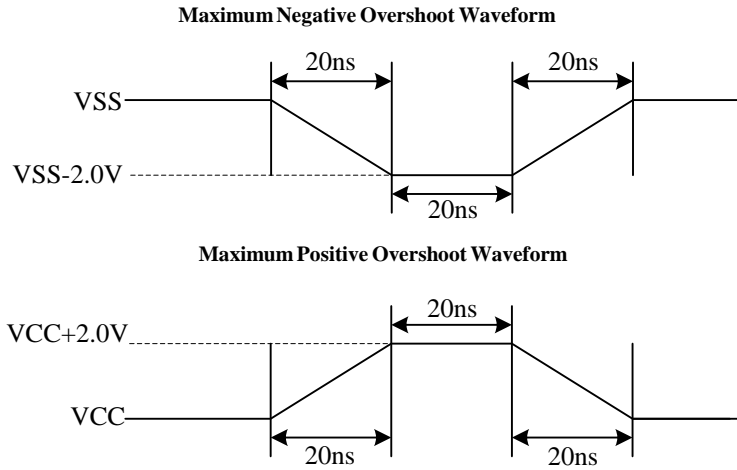 Maximum Negative Overshoot Waveform
20ns 20ns
VSS
VSS-2.0V
20ns
Maximum Positive Overshoot Waveform
20ns
VCC+2.0V
VCC
20ns 20ns